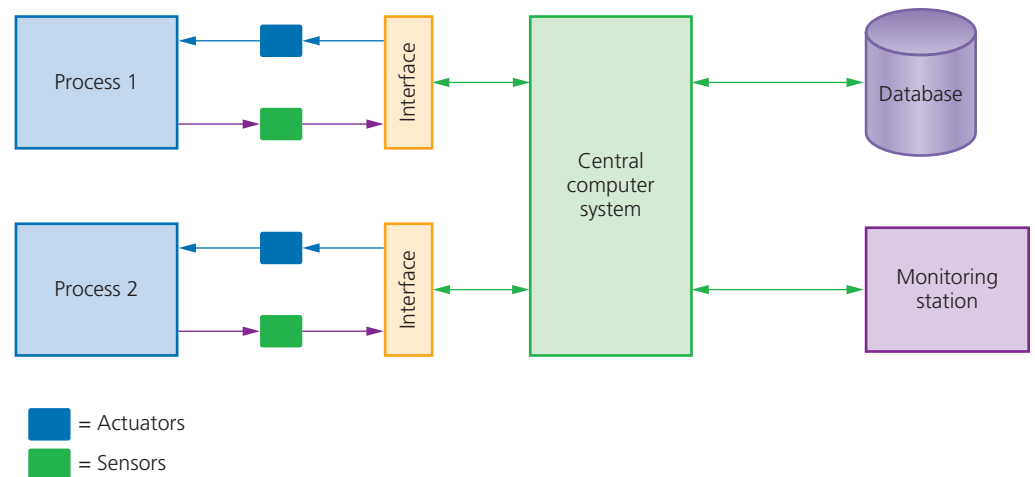 Process 1
Interface
Central
computer
system
Database
Process 2
Interface
Monitoring
station
= Actuators
= Sensors